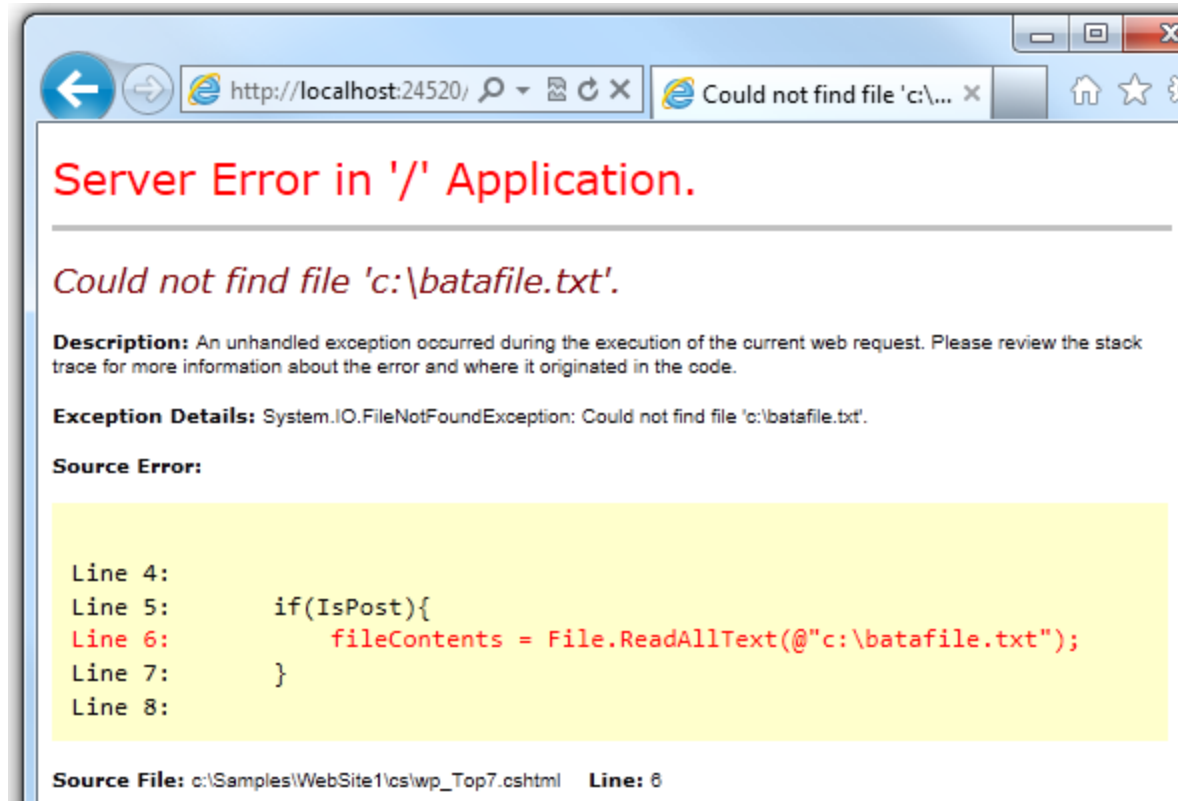 http://localhost:24520/
Could not find file 'c:\...
Server Error in '/' Application.
Could not find file 'c:\batafile.txt'.
Description: An unhandled exception occurred during the execution of the current web request. Please review the stack
trace for more information about the error and where it originated in the code.
Exception Details: System.IO.FileNotFoundException: Could not find file 'c:\batafile.txt'.
Source Error:
Line 4:
Line 5:       if(IsPost){
Line 6:           fileContents = File.ReadAllText(@"c:\batafile.txt");
Line 7:       }
Line 8:
Source File: c:\Samples\WebSite1\cs\wp_Top7.cshtml    Line: 6